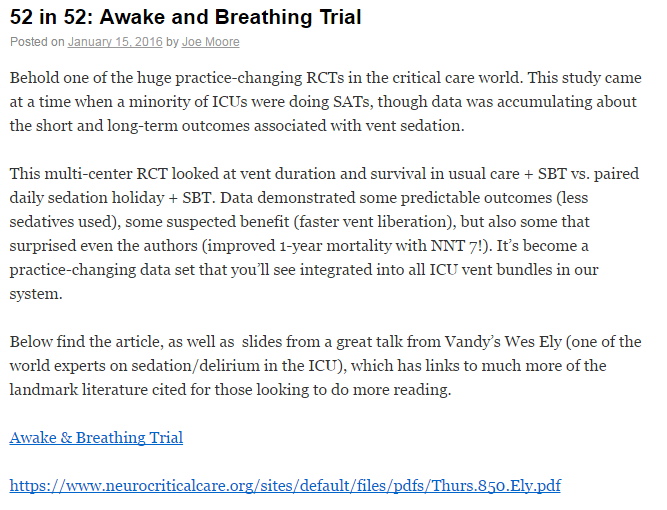 52 in 52: Awake and Breathing Trial
Posted on January 15, 2016 by Joe Moore
Behold one of the huge practice-changing RCTs in the critical care world. This study came
at a time when a minority of ICUs were doing SATs, though data was accumulating about
the short and long-term outcomes associated with vent sedation.
This multi-center RCT looked at vent duration and survival in usual care + SBT vs. paired
daily sedation holiday + SBT. Data demonstrated some predictable outcomes (less
sedatives used), some suspected benefit (faster vent liberation), but also some that
surprised even the authors (improved 1-year mortality with NNT 7!). It's become a
practice-changing data set that you'll see integrated into all ICU vent bundles in our
system.
Below find the article, as well as  slides from a great talk from Vandy's Wes Ely (one of the
world experts on sedation/delirium in the ICU), which has links to much more of the
landmark literature cited for those looking to do more reading.
Awake & Breathing Trial
https://www.neurocriticalcare.org/sites/default/files/pdfs/Thurs.850.Ely.pdf